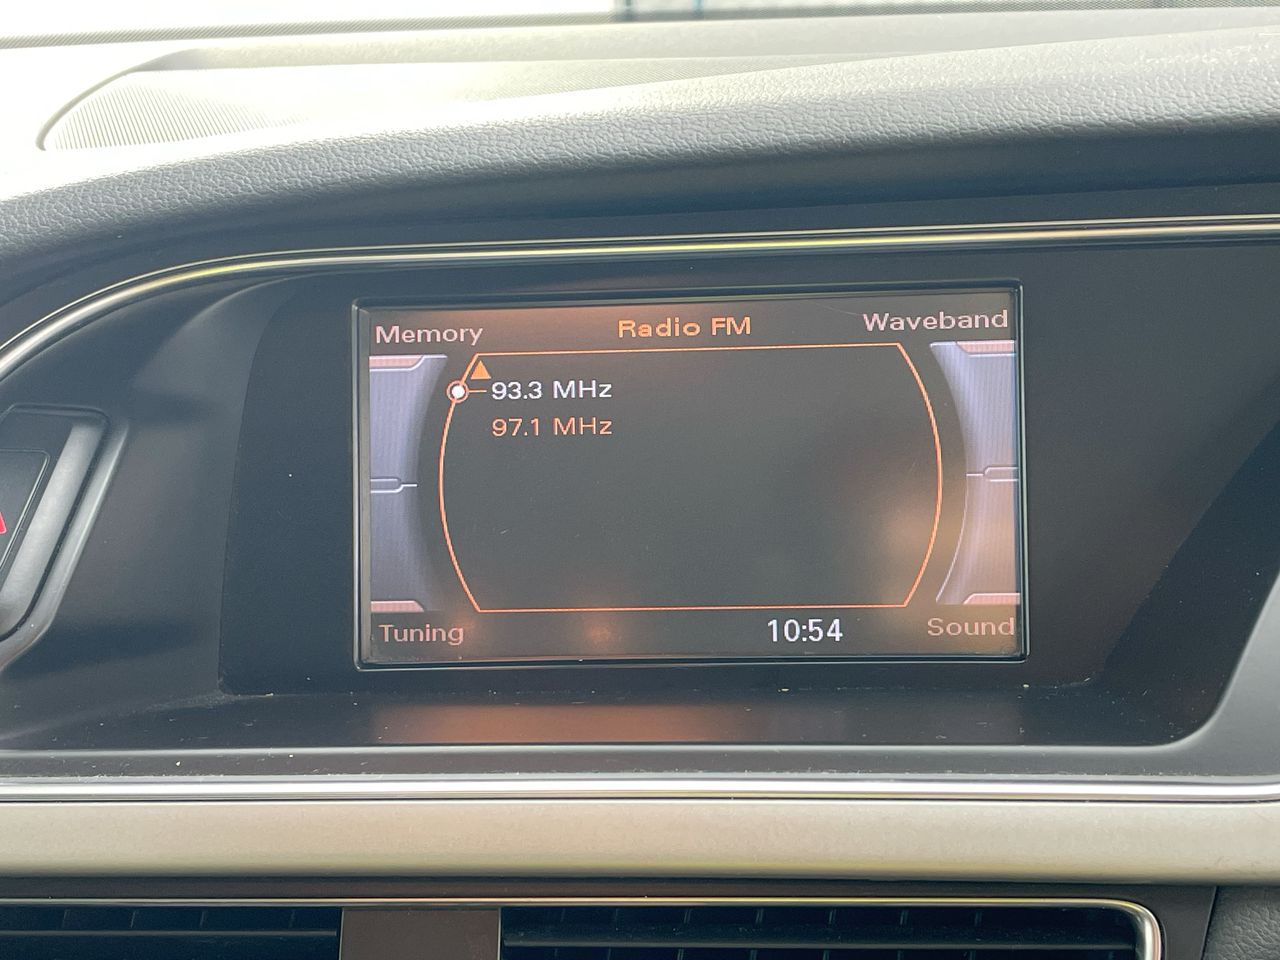 Memory
Radio FM
Waveband
93.3 MHz
97.1 MHz
Tuning
10:54
Sound